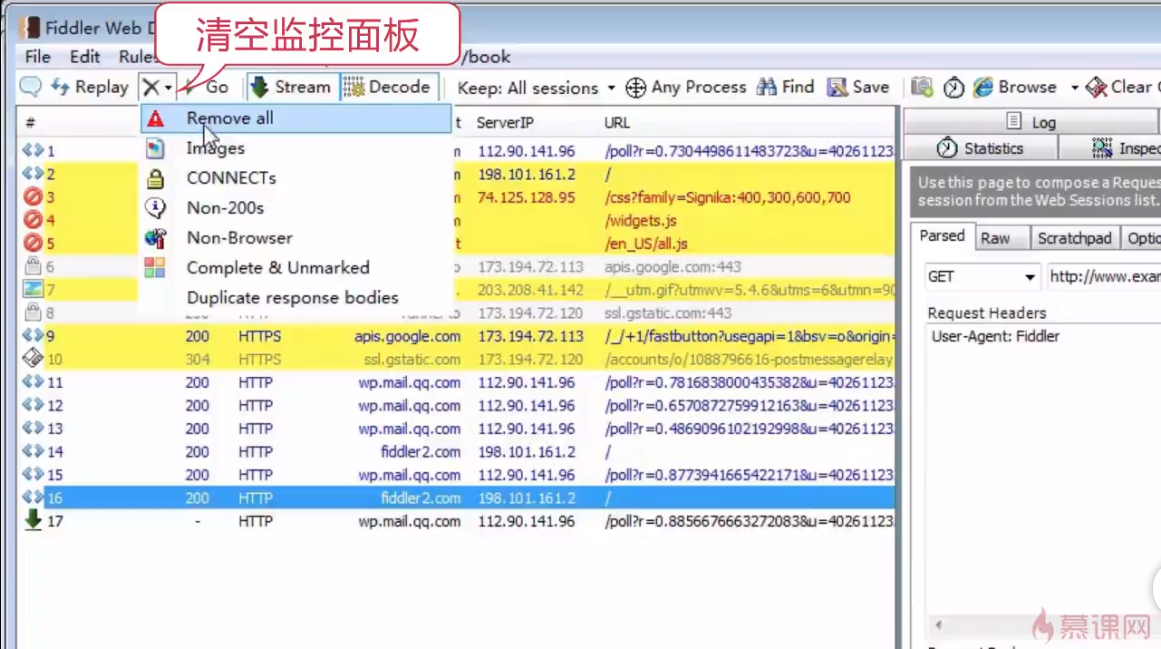 Fiddler Web D
清空监控面板
File Edit Rules /book
Replay Go Stream Decode Keep: All sessions Any Process Find Save Browse Clear C
# t ServerIP URL
Remove all
Images
CONNECTs
Non-200s
Non-Browser
Complete & Unmarked
Duplicate response bodies
1 112.90.141.96 /poll?r=0.7304498611483723&u=40261123
2 198.101.161.2 /
3 74.125.128.95 /css?family=Signika:400,300,600,700
4 /widgets.js
5 t /en_US/all.js
6 173.194.72.113 apis.google.com:443
7 203.208.41.142 /__utm.gif?utmwv=5.4.6&utms=6&utmn=90
8 173.194.72.120 ssl.gstatic.com:443
9 200 HTTPS apis.google.com 173.194.72.113 /_/+1/fastbutton?usegapi=1&bsv=o&origin=
10 304 HTTPS ssl.gstatic.com 173.194.72.120 /accounts/o/1088796616-postmessagerelay
11 200 HTTP wp.mail.qq.com 112.90.141.96 /poll?r=0.7816838000435382&u=40261123
12 200 HTTP wp.mail.qq.com 112.90.141.96 /poll?r=0.6570872759912163&u=40261123
13 200 HTTP wp.mail.qq.com 112.90.141.96 /poll?r=0.4869096102192998&u=40261123
14 200 HTTP fiddler2.com 198.101.161.2 /
15 200 HTTP wp.mail.qq.com 112.90.141.96 /poll?r=0.8773941665422171&u=40261123
16 200 HTTP fiddler2.com 198.101.161.2 /
17 - HTTP wp.mail.qq.com 112.90.141.96 /poll?r=0.8856676663272083&u=40261123
Log
Statistics Inspec
Use this page to compose a Reques
session from the Web Sessions list.
Parsed Raw Scratchpad Optio
GET http://www.exam
Request Headers
User-Agent: Fiddler
慕课网